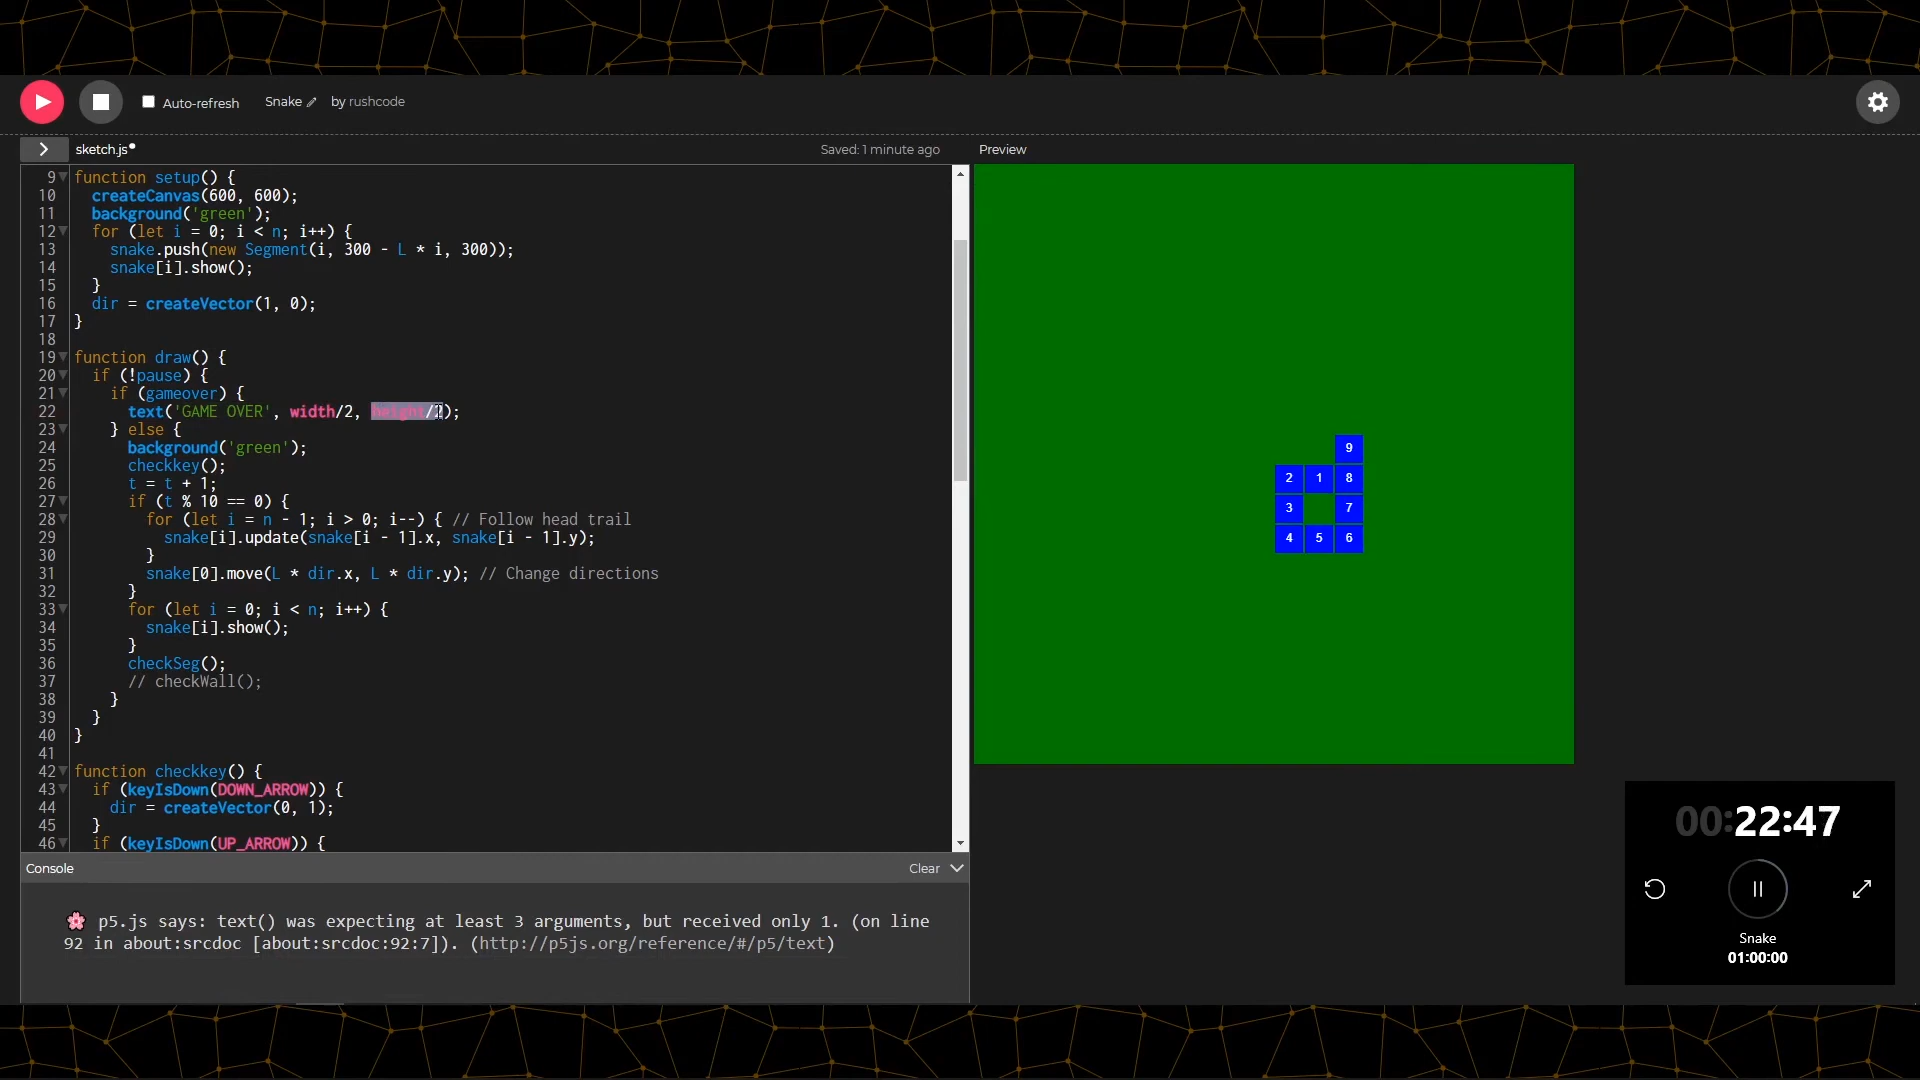 Auto-refresh Snake by rushcode
sketch.js
Saved: 1 minute ago
Preview
9 function setup() {
10 createCanvas(600, 600);
11 background('green');
12 for (let i = 0; i < n; i++) {
13 snake.push(new Segment(i, 300 - L * i, 300));
14 snake[i].show();
15 }
16 dir = createVector(1, 0);
17 }
18
19 function draw() {
20 if (!pause) {
21 if (gameover) {
22 text('GAME OVER', width/2, height/2);
23 } else {
24 background('green');
25 checkkey();
26 t = t + 1;
27 if (t % 10 == 0) {
28 for (let i = n - 1; i > 0; i--) { // Follow head trail
29 snake[i].update(snake[i - 1].x, snake[i - 1].y);
30 }
31 snake[0].move(L * dir.x, L * dir.y); // Change directions
32 }
33 for (let i = 0; i < n; i++) {
34 snake[i].show();
35 }
36 checkSeg();
37 // checkWall();
38 }
39 }
40 }
41
42 function checkkey() {
43 if (keyIsDown(DOWN_ARROW)) {
44 dir = createVector(0, 1);
45 }
46 if (keyIsDown(UP_ARROW)) {
Console
Clear
p5.js says: text() was expecting at least 3 arguments, but received only 1. (on line
92 in about:srcdoc [about:srcdoc:92:7]). (http://p5js.org/reference/#/p5/text)
9
2 1 8
3 7
4 5 6
00:22:47
Snake
01:00:00